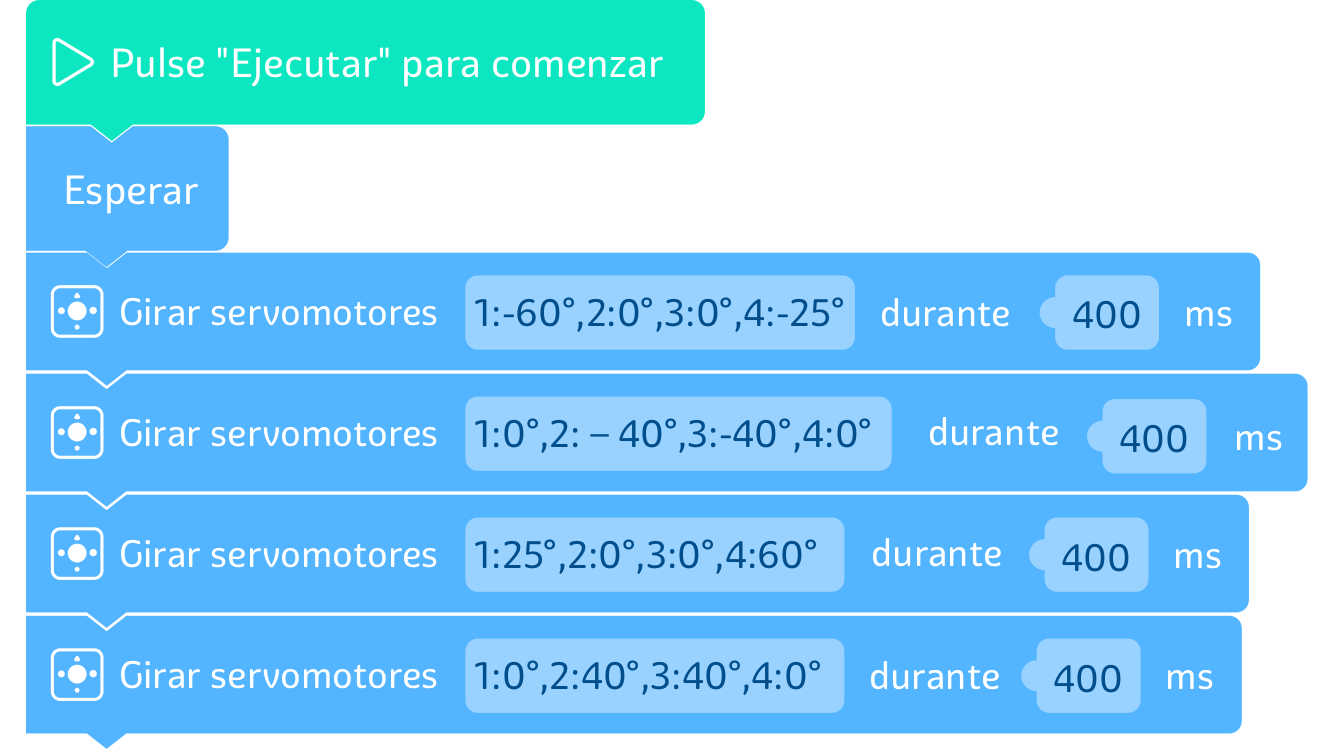 Pulse "Ejecutar" para comenzar
Esperar
Girar servomotores 1:-60°,2:0°,3:0°,4:-25° durante 400 ms
Girar servomotores 1:0°,2: – 40°,3:-40°,4:0° durante 400 ms
Girar servomotores 1:25°,2:0°,3:0°,4:60° durante 400 ms
Girar servomotores 1:0°,2:40°,3:40°,4:0° durante 400 ms